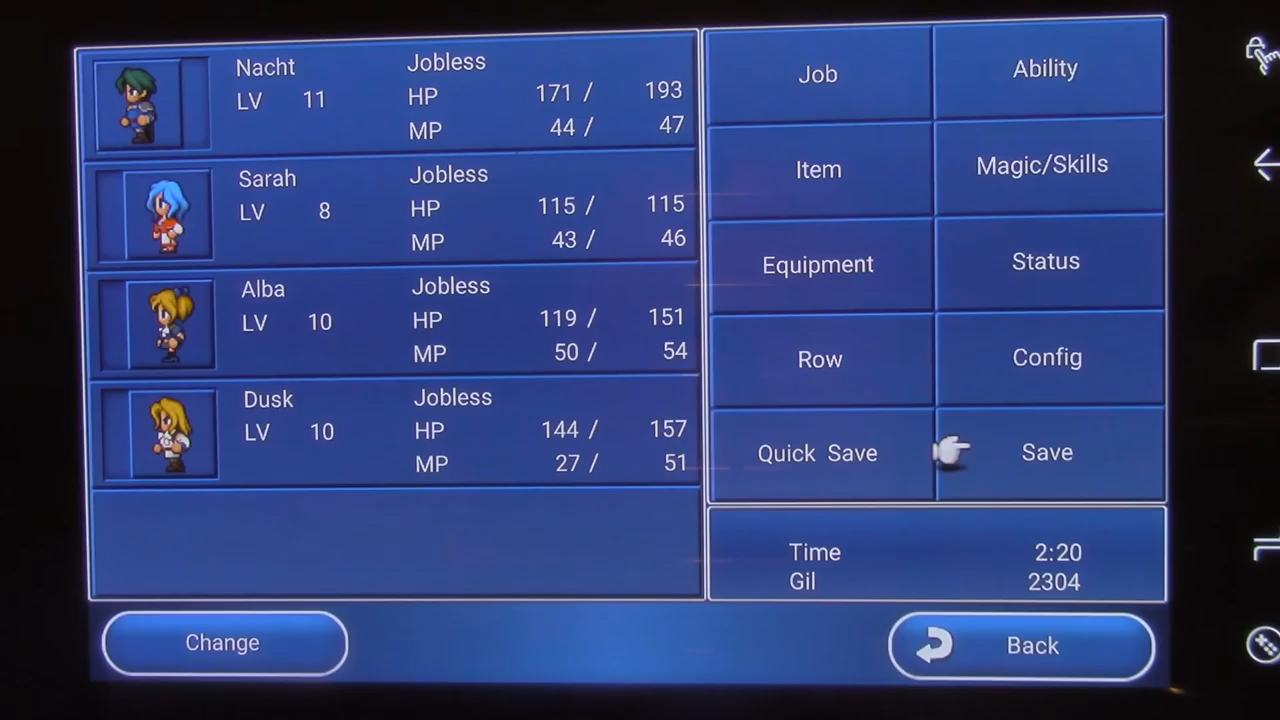 Nacht Jobless
LV 11 HP 171 / 193
MP 44 / 47
Sarah Jobless
LV 8 HP 115 / 115
MP 43 / 46
Alba Jobless
LV 10 HP 119 / 151
MP 50 / 54
Dusk Jobless
LV 10 HP 144 / 157
MP 27 / 51
Job Ability
Item Magic/Skills
Equipment Status
Row Config
Quick Save Save
Time 2:20
Gil 2304
Change
Back